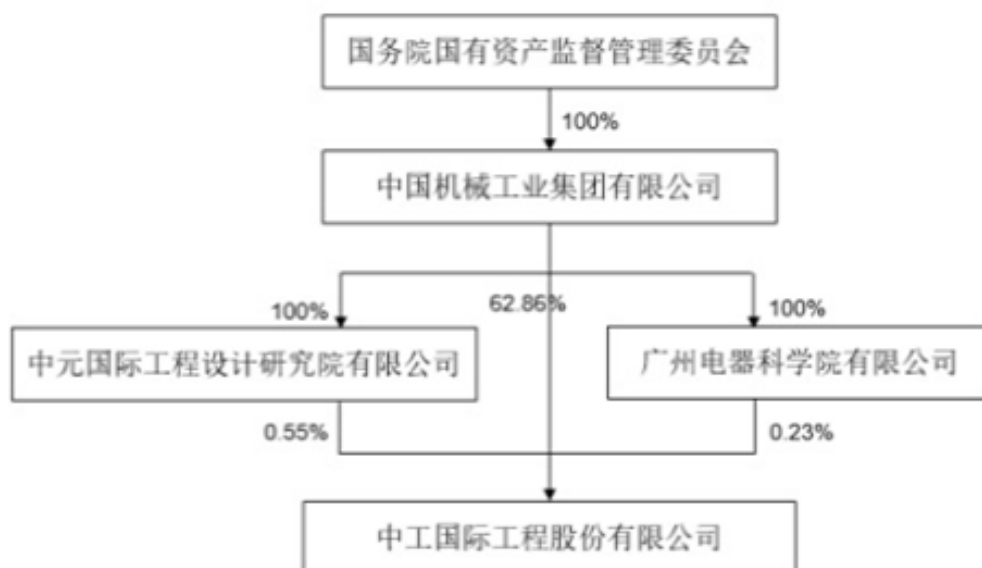 国务院国有资产监督管理委员会
100%
中国机械工业集团有限公司
100%
62.86%
100%
中元国际工程设计研究院有限公司
广州电器科学院有限公司
0.55%
0.23%
中工国际工程股份有限公司